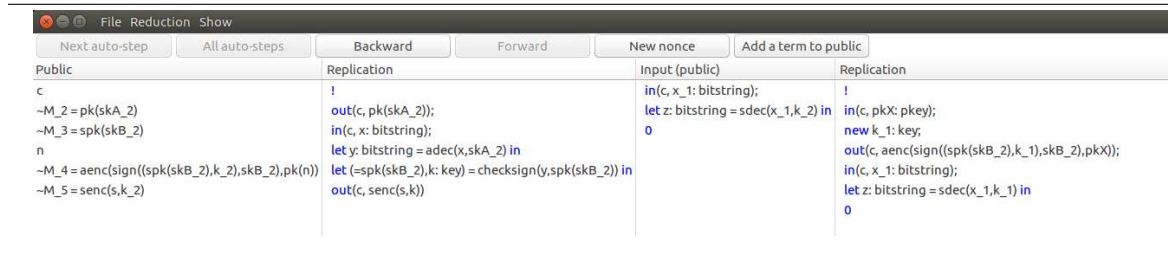 File Reduction Show
Next auto-step All auto-steps Backward Forward New nonce Add a term to public
Public Replication Input (public) Replication
c
~M_2 = pk(skA_2)
~M_3 = spk(skB_2)
n
~M_4 = aenc(sign((spk(skB_2),k_2),skB_2),pk(n))
~M_5 = senc(s,k_2)
!
out(c, pk(skA_2));
in(c, x: bitstring);
let y: bitstring = adec(x,skA_2) in
let (=spk(skB_2),k: key) = checksign(y,spk(skB_2)) in
out(c, senc(s,k))
in(c, x_1: bitstring);
let z: bitstring = sdec(x_1,k_2) in
0
!
in(c, pkX: pkey);
new k_1: key;
out(c, aenc(sign((spk(skB_2),k_1),skB_2),pkX));
in(c, x_1: bitstring);
let z: bitstring = sdec(x_1,k_1) in
0